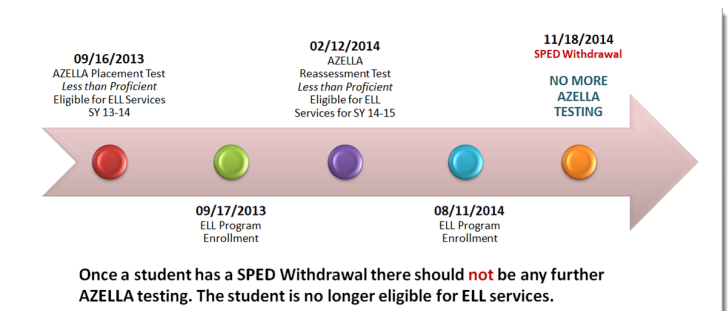 09/16/2013
AZELLA Placement Test
Less than Proficient
Eligible for ELL Services
SY 13-14
02/12/2014
AZELLA
Reassessment Test
Less than Proficient
Eligible for ELL
Services for SY 14-15
11/18/2014
SPED Withdrawal
NO MORE
AZELLA
TESTING
09/17/2013
ELL Program
Enrollment
08/11/2014
ELL Program
Enrollment
Once a student has a SPED Withdrawal there should not be any further
AZELLA testing. The student is no longer eligible for ELL services.